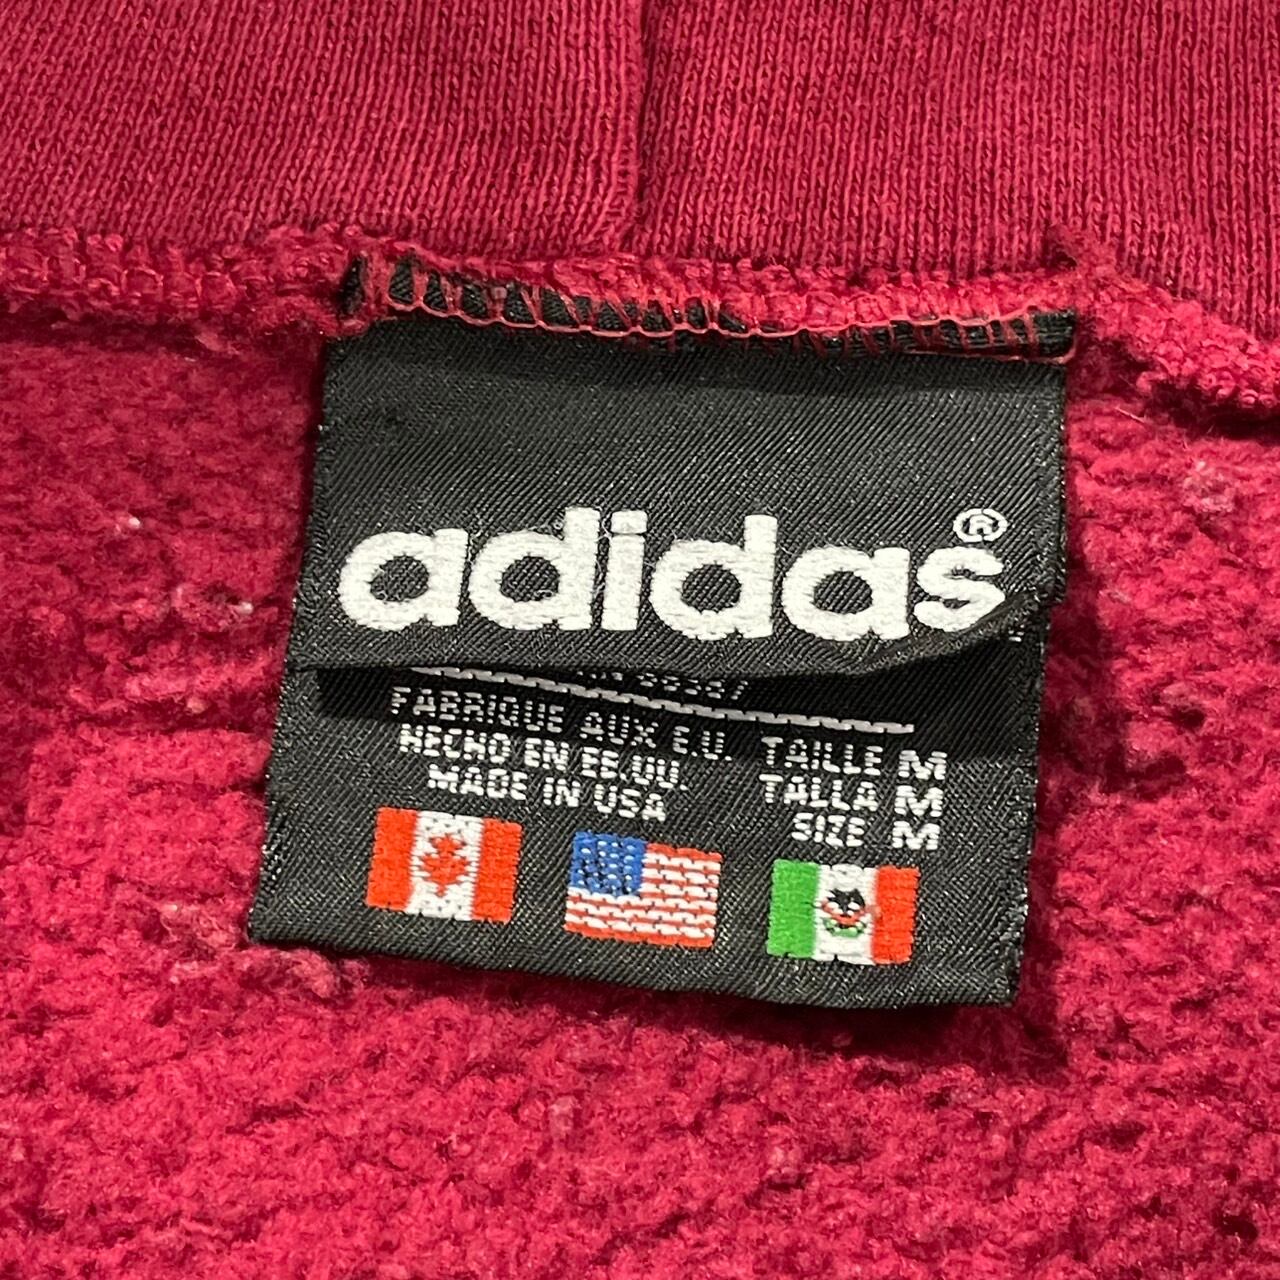 adidas®
FABRIQUE AUX E.U. TAILLE M
HECHO EN EE.UU. TALLA M
MADE IN USA SIZE M